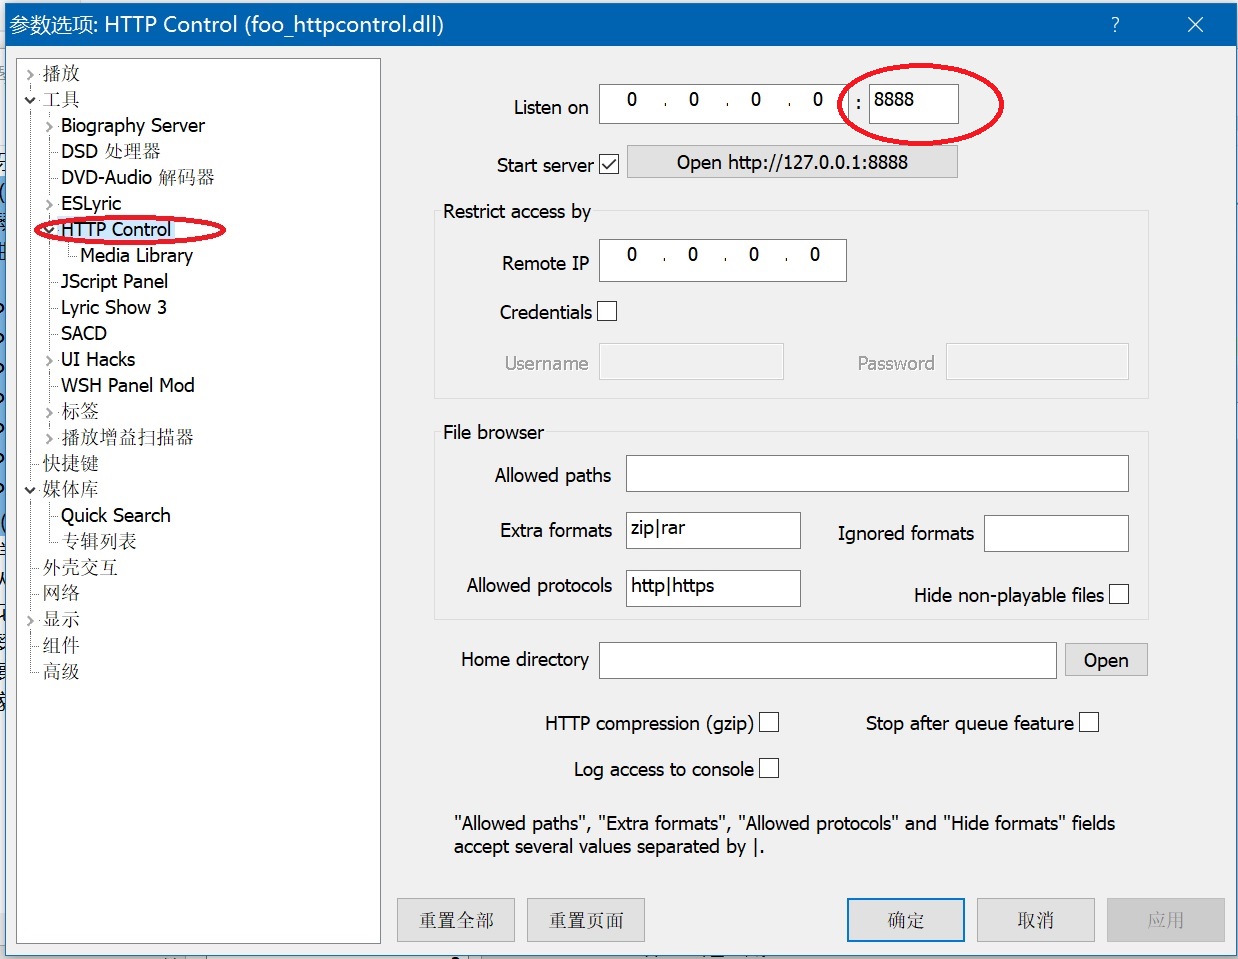 参数选项: HTTP Control (foo_httpcontrol.dll)
?
播放
工具
Biography Server
DSD 处理器
DVD-Audio 解码器
ESLyric
HTTP Control
Media Library
JScript Panel
Lyric Show 3
SACD
UI Hacks
WSH Panel Mod
标签
播放增益扫描器
快捷键
媒体库
Quick Search
专辑列表
外壳交互
网络
显示
组件
高级
Listen on 0 . 0 . 0 . 0 : 8888
Start server Open http://127.0.0.1:8888
Restrict access by
Remote IP 0 . 0 . 0 . 0
Credentials
Username Password
File browser
Allowed paths
Extra formats zip|rar Ignored formats
Allowed protocols http|https Hide non-playable files
Home directory Open
HTTP compression (gzip) Stop after queue feature
Log access to console
"Allowed paths", "Extra formats", "Allowed protocols" and "Hide formats" fields
accept several values separated by |.
重置全部 重置页面 确定 取消 应用